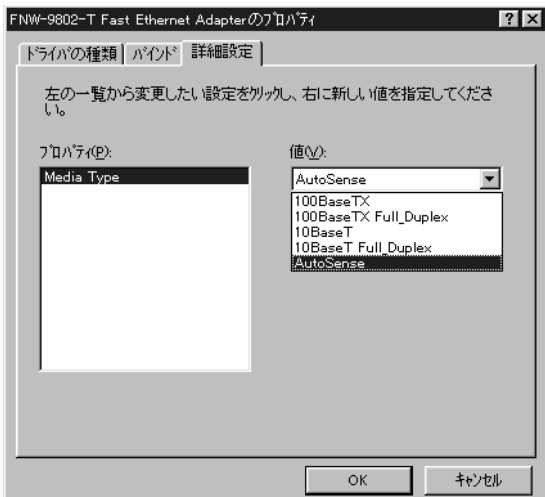 FNW-9802-T Fast Ethernet Adapterのﾌﾟﾛﾊﾟﾃｨ
ﾄﾞﾗｲﾊﾞの種類 ﾊﾞｲﾝﾄﾞ 詳細設定
左の一覧から変更したい設定をｸﾘｯｸし、右に新しい値を指定してくださ
い。
ﾌﾟﾛﾊﾟﾃｨ(P): 値(V):
Media Type AutoSense
100BaseTX
100BaseTX Full_Duplex
10BaseT
10BaseT Full_Duplex
AutoSense
OK ｷｬﾝｾﾙ